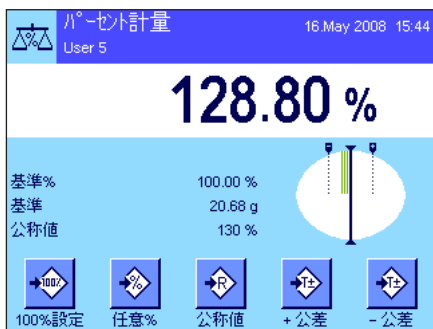 パーセント計量
16.May 2008 15:44
User 5
128.80 %
基準% 100.00 %
基準 20.68 g
公称値 130 %
100% % R T± T±
100%設定 任意% 公称値 +公差 -公差